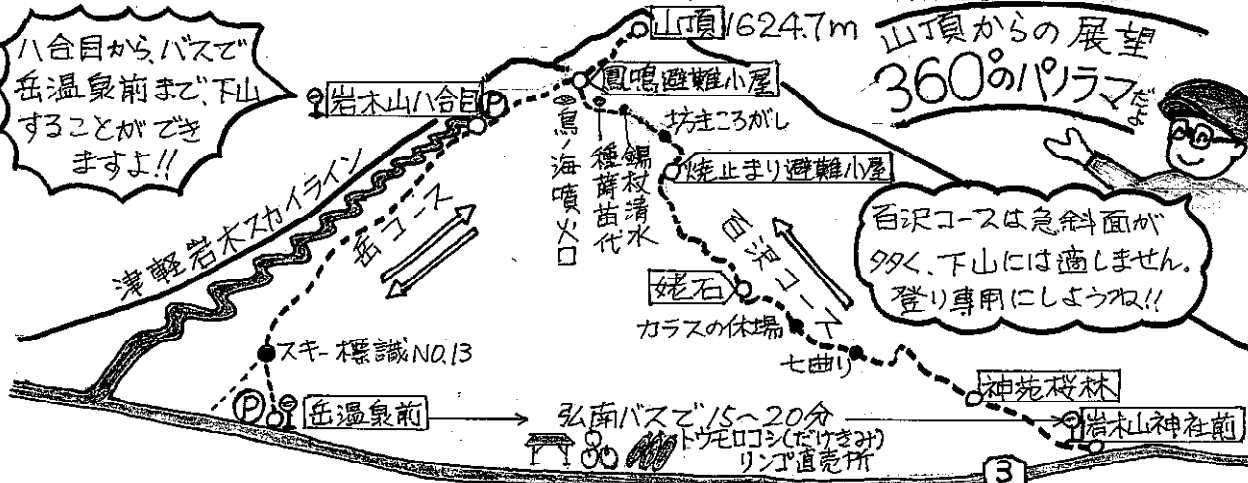 八合目から、バスで
岳温泉前まで、下山
することができ
ますよ!!
山頂 1624.7m
山頂からの展望
360°のパノラマだよ
鳳鳴避難小屋
岩木山八合目
P
坊主ころがし
鳥ノ海噴火口
種蒔苗代
錫杖清水
焼止まり避難小屋
津軽岩木スカイライン
岳コース
百沢コース
百沢コースは急斜面が
多く、下山には適しません。
登り専用にしようね!!
姥石
カラスの休場
七曲り
スキー標識NO.13
神苑桜林
P
岳温泉前
弘南バスで15〜20分
岩木山神社前
トウモロコシ(だけきみ)
リンゴ直売所
3